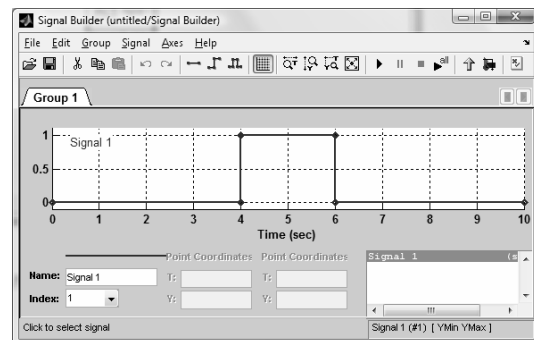 Signal Builder (untitled/Signal Builder)
File Edit Group Signal Axes Help
all
Group 1
Signal 1
1
0.5
0
0 1 2 3 4 5 6 7 8 9 10
Time (sec)
Point Coordinates Point Coordinates
Name: Signal 1 T: T:
Index: 1 Y: Y:
Signal 1 (s
Click to select signal
Signal 1 (#1) [ YMin YMax ]